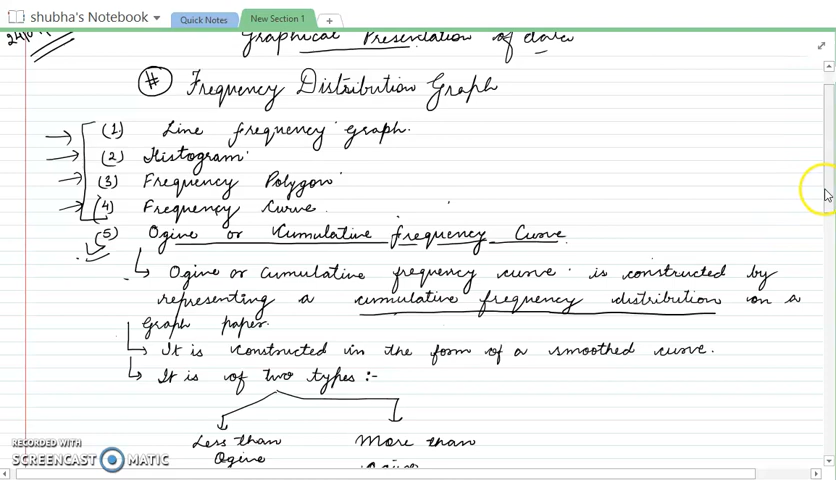 shubha's Notebook
Quick Notes
New Section 1
Graphical Presentation of data
# Frequency Distribution Graph
(1) Line frequency graph.
(2) Histogram
(3) Frequency Polygon
(4) Frequency Curve.
(5) Ogive or Cumulative frequency Curve.
Ogive or Cumulative frequency curve is constructed by
representing a cumulative frequency distribution on a
Graph paper.
It is constructed in the form of a smoothed curve.
It is of two types :-
Less than More than
Ogive Ogive
RECORDED WITH
SCREENCAST MATIC